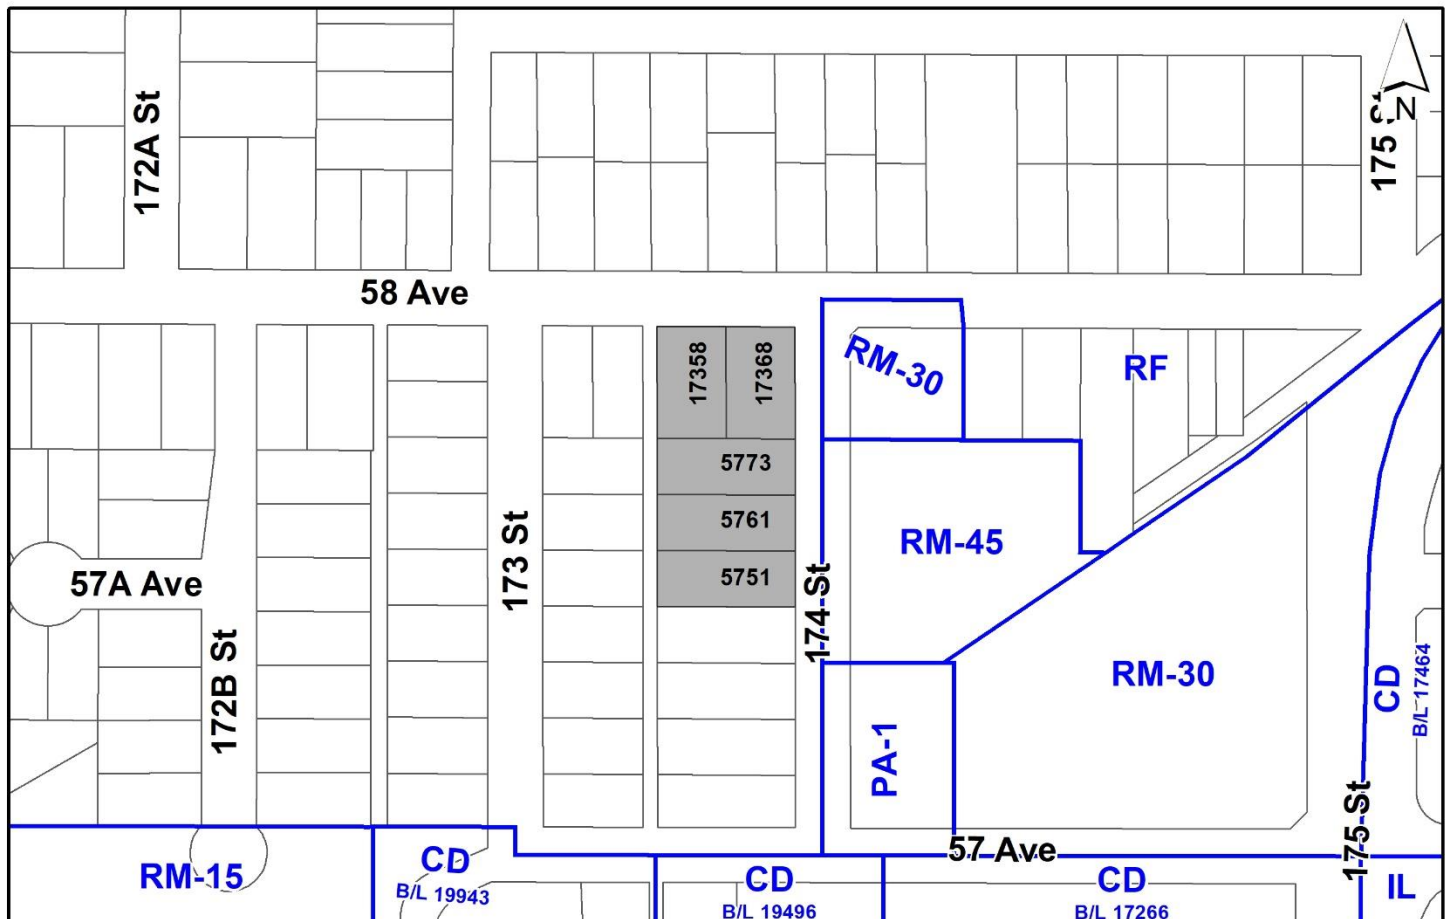 172A St
175 St
N
58 Ave
17358
17368
RM-30
RF
5773
5761
RM-45
173 St
5751
57A Ave
174 St
172B St
RM-30
CD
B/L 17464
PA-1
175 St
57 Ave
RM-15
CD
B/L 19943
CD
B/L 19496
CD
B/L 17266
IL